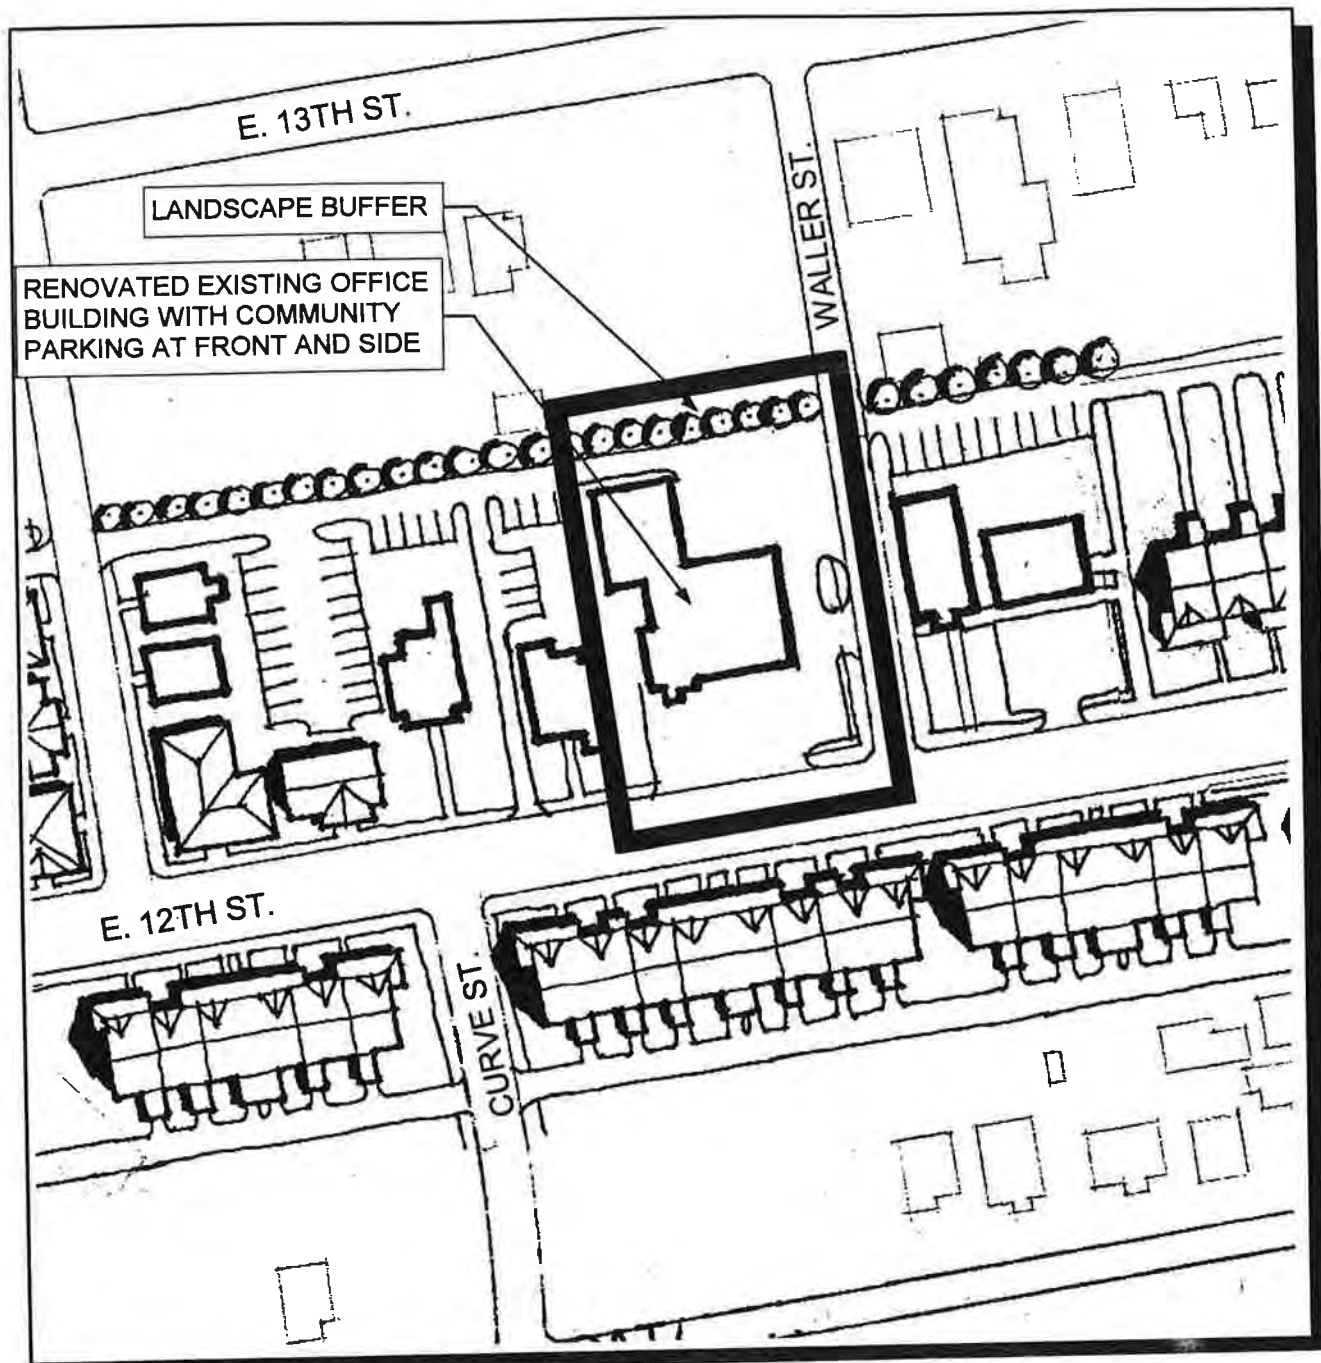 E. 13TH ST.
LANDSCAPE BUFFER
WALLER ST.
RENOVATED EXISTING OFFICE
BUILDING WITH COMMUNITY
PARKING AT FRONT AND SIDE
E. 12TH ST.
CURVE ST.